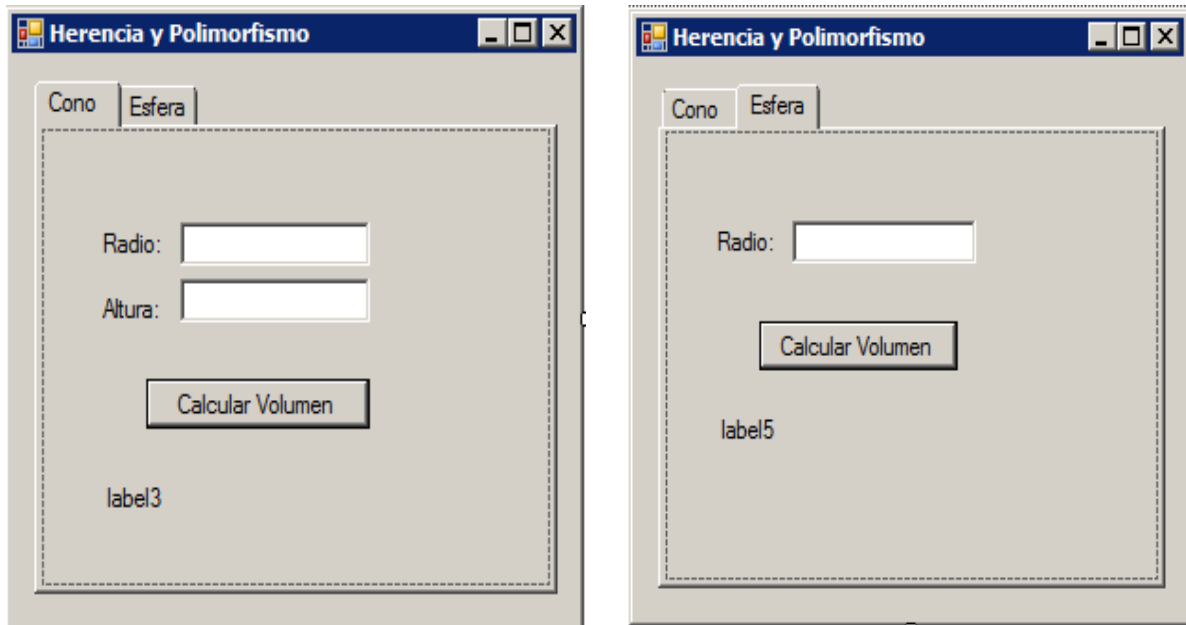 Herencia y Polimorfismo
Cono
Esfera
Radio:
Altura:
Calcular Volumen
label3
Herencia y Polimorfismo
Cono
Esfera
Radio:
Calcular Volumen
label5